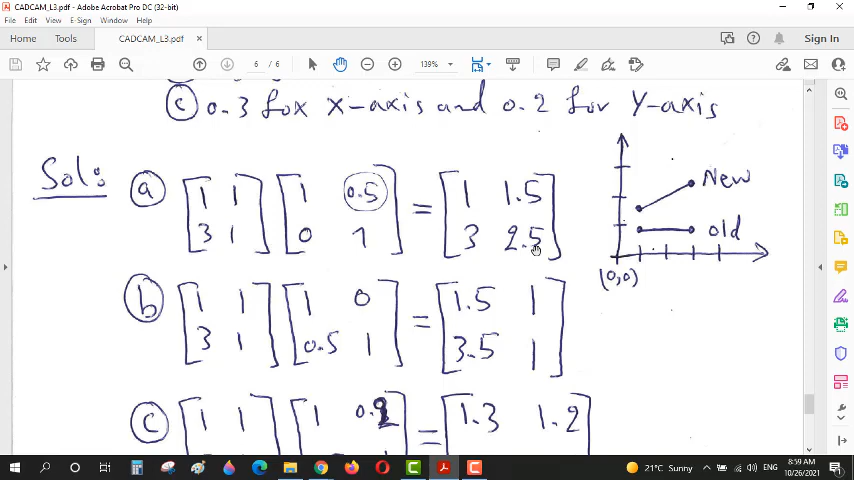 CADCAM_L3.pdf - Adobe Acrobat Pro (32-bit)
File Edit View E-Sign Window Help
Home Tools CADCAM_L3.pdf × Sign In
6 / 6 139%
ⓒ 0.3 for X-axis and 0.2 for Y-axis
Sol: ⓐ [1 1 [1 0.5 = [1 1.5
3 1] 0 1] 3 2.5]
New
old
(0,0)
ⓑ [1 1 [1 0 = [1.5 1
3 1] 0.5 1] 3.5 1]
ⓒ [1 1 [1 0.2 = [1.3 1.2
21°C Sunny ENG 8:59 AM
10/26/2021